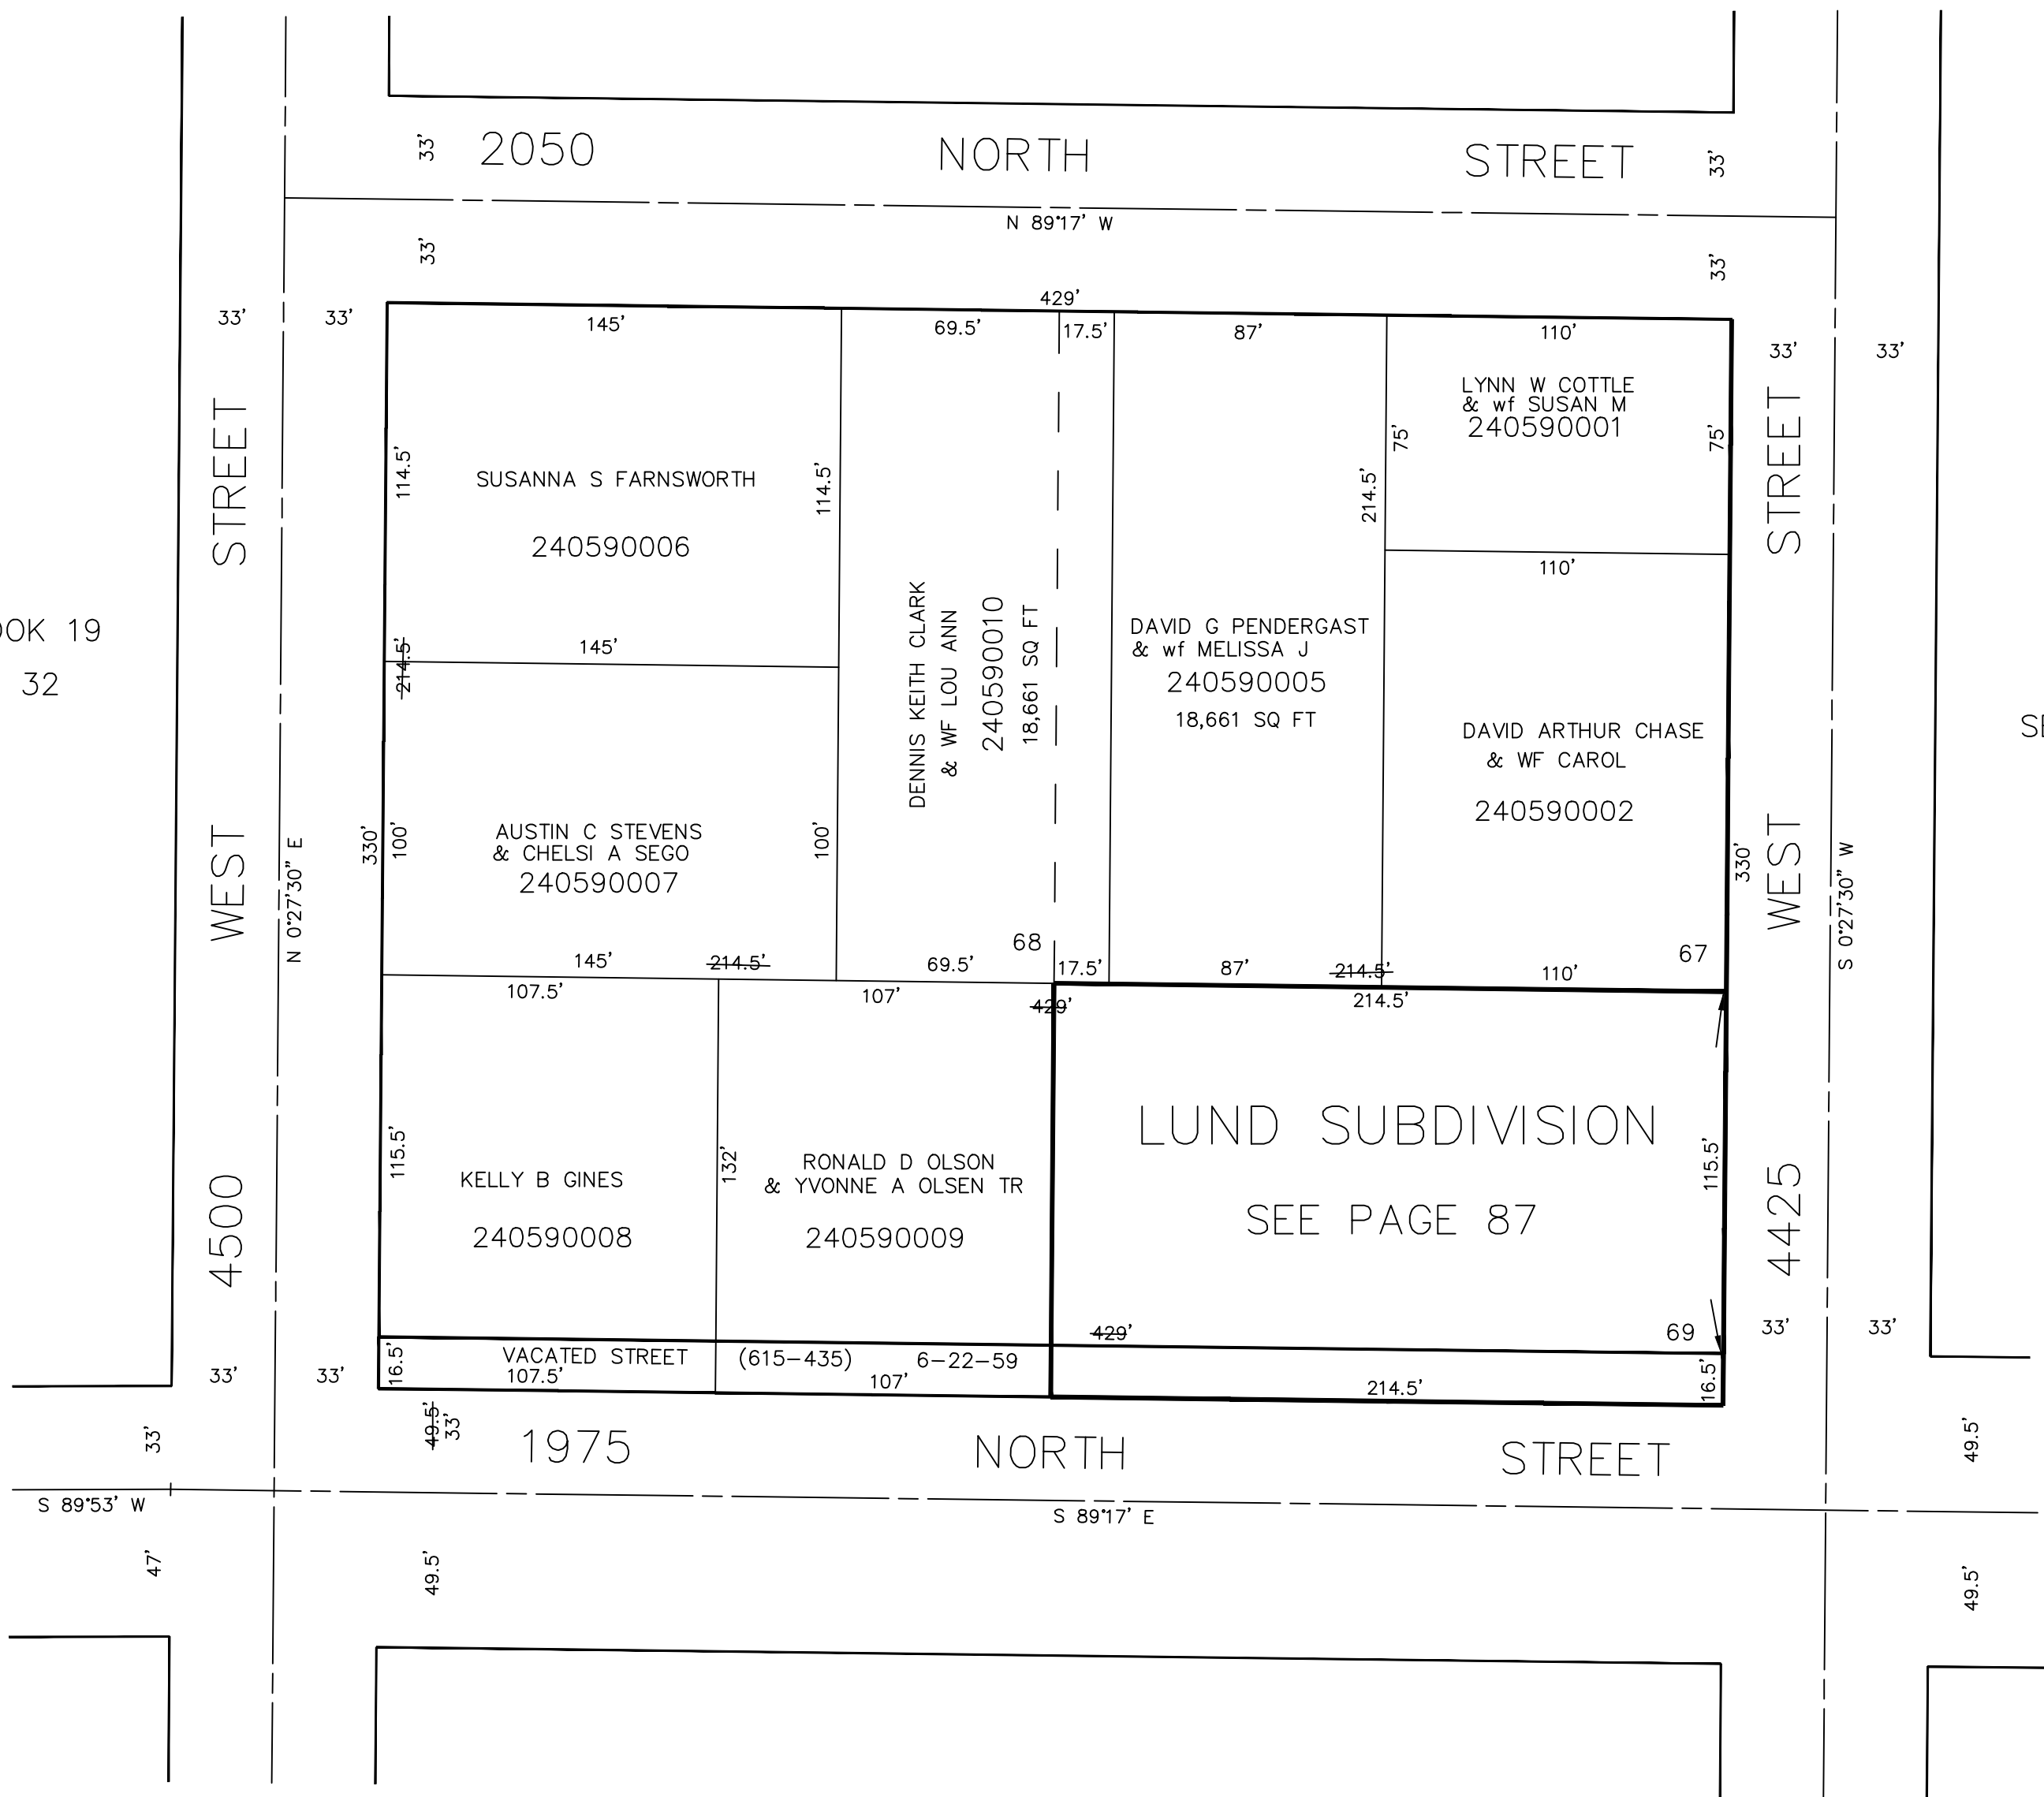 2050 NORTH STREET
33'
33'
N 89°17' W
33'
33'
429'
33'
33'
145'
69.5'
17.5'
87'
110'
33'
33'
LYNN W COTTLE
& wf SUSAN M
240590001
75'
75'
114.5'
SUSANNA S FARNSWORTH
240590006
114.5'
214.5'
110'
STREET
WEST
4500
STREET
WEST
4425
OOK 19
32
145'
214.5'
DENNIS KEITH CLARK
& WF LOU ANN
240590010
18,661 SQ FT
DAVID G PENDERGAST
& wf MELISSA J
240590005
18,661 SQ FT
DAVID ARTHUR CHASE
& WF CAROL
240590002
SE
N 0°27'30" E
330'
100'
AUSTIN C STEVENS
& CHELSI A SEGO
240590007
100'
330'
S 0°27'30" W
68
67
145'
214.5'
69.5'
17.5'
87'
214.5'
110'
107.5'
107'
429'
214.5'
115.5'
KELLY B GINES
240590008
132'
RONALD D OLSON
& YVONNE A OLSEN TR
240590009
LUND SUBDIVISION
SEE PAGE 87
115.5'
429'
69
33'
33'
16.5'
VACATED STREET (615-435) 6-22-59
107.5'
107'
214.5'
16.5'
33'
33'
33'
49.5'
33'
1975 NORTH STREET
49.5'
S 89°53' W
S 89°17' E
47'
49.5'
49.5'